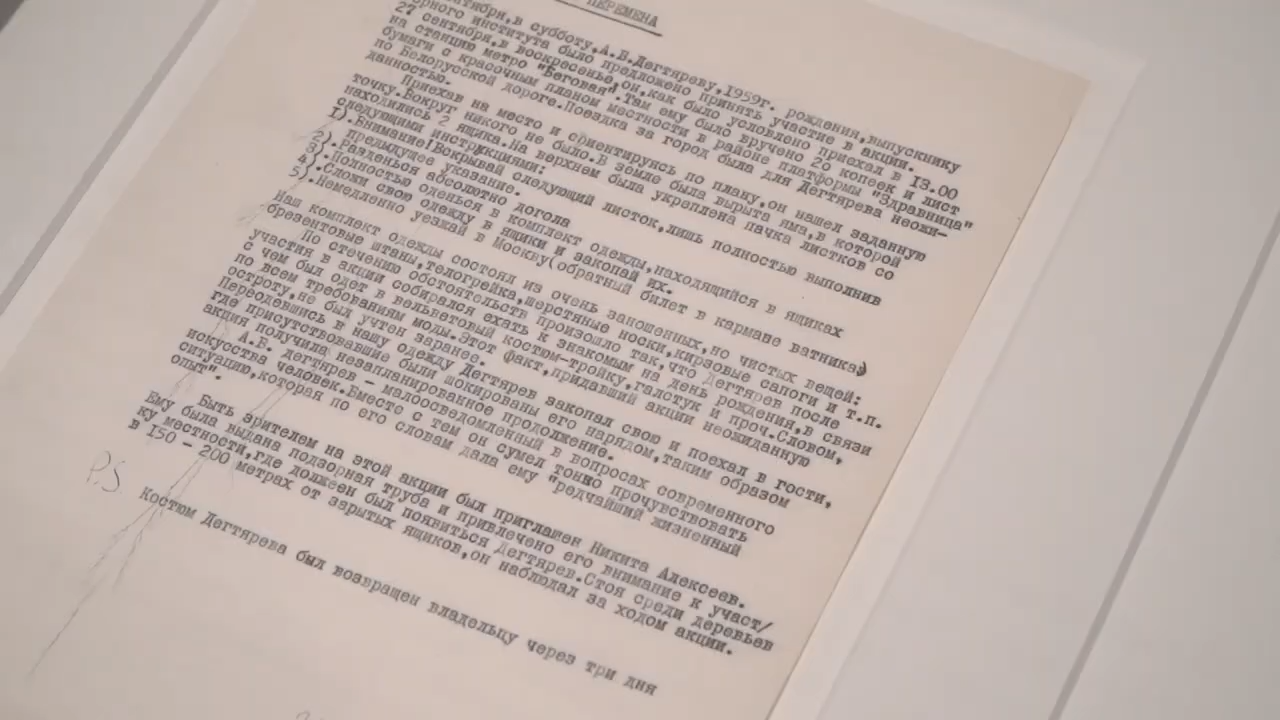 ПЕРЕМЕНА
в субботу,А.В.Дегтяреву,1959г. рождения,выпускнику
института было предложено принять участие в акции.
27 сентября,в воскресенье,он,как было условлено приехал в 13.00
на станцию метро "Беговая".Там ему было вручено 20 копеек и лист
бумаги с красочным планом местности в районе платформы "Здравница"
по Белорусской дороге.Поездка за город была для Дегтярева неожи-
данностью.
Приехав на место и сриентируясь по плану,он нашел заданную
точку.Вокруг никого не было.В земле была вырыта яма,в которой
находились 2 ящика.На верхнем была укреплена пачка листков со
следующими инструкциями:
1).Внимание!Вскрывай следующий листок,лишь полностью выполнив
предыдущее указание.
2).Разденься абсолютно догола
3).Полностью оденься в комплект одежды,находящийся в ящиках
4).Сложи свою одежду в ящики и закопай их.
5).Немедленно уезжай в Москву(обратный билет в кармане ватника)
Наш комплект одежды состоял из очень заношенных,но чистых вещей:
брезентовые штаны,телогрейка,шерстяные носки,кирзовые сапоги и т.п.
По стечению обстоятельств произошло так,что Дегтярев после
участия в акции собирался ехать к знакомым на день рождения,в связи
с чем был одет в вельветовый костюм-тройку,галстук и проч.Словом,
по всем требованиям моды.Этот факт,придавший акции неожиданную
остроту,не был учтен заранее.
Переодевшись в нашу одежду Дегтярев закопал свою и поехал в гости,
где присутствовавшие были шокированы его нарядом,таким образом
акция получила незапланированное продолжение.
А.В. дегтярев - малоосведомленный в вопросах современного
искусства человек.Вместе с тем он сумел тонко прочувствовать
ситуацию,которая по его словам дала ему "редчайший жизненный
опыт".
Быть зрителем на этой акции был приглашен Никита Алексеев.
Ему была выдана подзорная труба и привлечено его внимание к участ/
ку местности,где должен был появиться Дегтярев.Стоя среди деревьев
в 150 - 200 метрах от зарытых ящиков,он наблюдал за ходом акции.
P.S. Костюм Дегтярева был возвращен владельцу через три дня